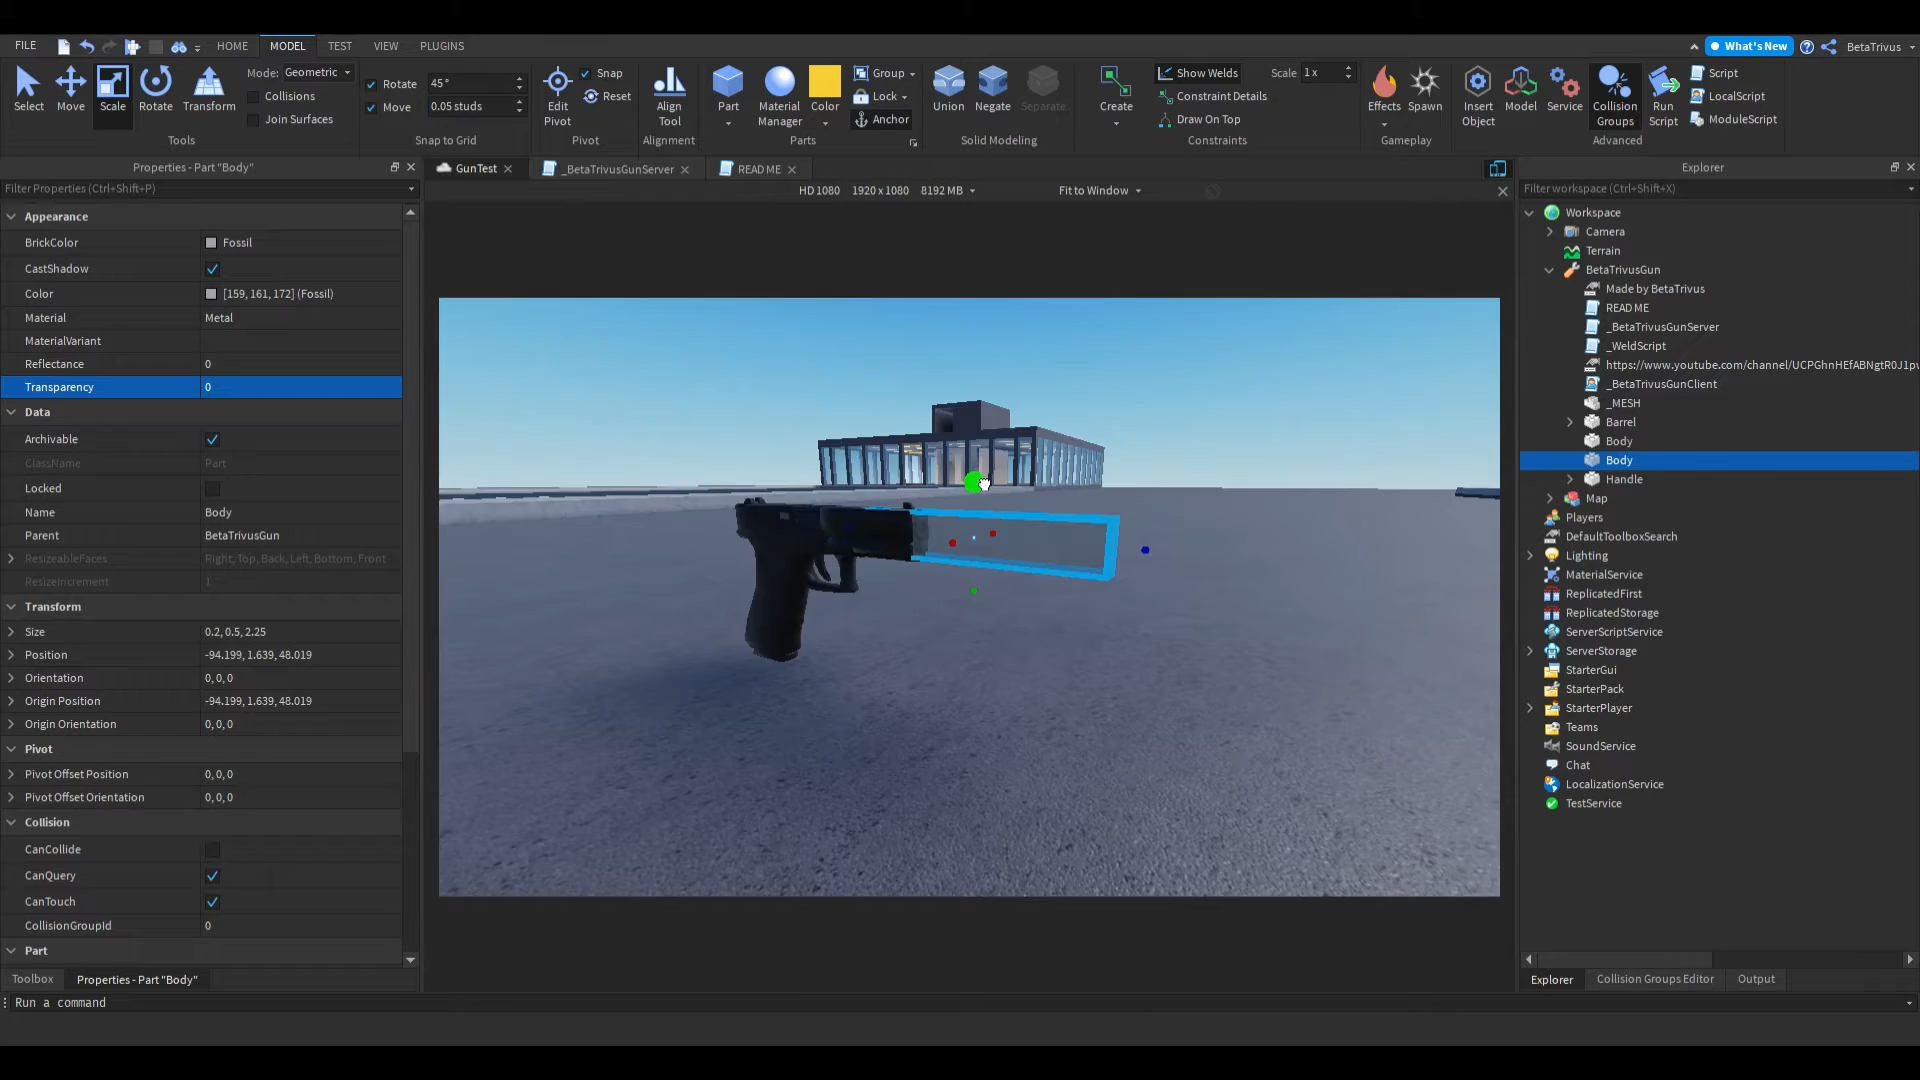 FILE
HOME
MODEL
TEST
VIEW
PLUGINS
What's New
BetaTrivus
Select
Move
Scale
Rotate
Transform
Mode: Geometric
Collisions
Join Surfaces
Tools
Rotate 45°
Move 0.05 studs
Snap to Grid
Edit Pivot
Snap
Reset
Pivot
Align Tool
Alignment
Part
Material Manager
Color
Group
Lock
Anchor
Parts
Union
Negate
Separate
Solid Modeling
Create
Show Welds
Constraint Details
Draw On Top
Scale 1 x
Constraints
Effects
Spawn
Gameplay
Insert Object
Model
Service
Collision Groups
Run Script
Script
LocalScript
ModuleScript
Advanced
Properties - Part "Body"
Filter Properties (Ctrl+Shift+P)
Appearance
BrickColor Fossil
CastShadow
Color [159, 161, 172] (Fossil)
Material Metal
MaterialVariant
Reflectance 0
Transparency 0
Data
Archivable
ClassName Part
Locked
Name Body
Parent BetaTrivusGun
ResizeableFaces Right, Top, Back, Left, Bottom, Front
ResizeIncrement 1
Transform
Size 0.2, 0.5, 2.25
Position -94.199, 1.639, 48.019
Orientation 0, 0, 0
Origin Position -94.199, 1.639, 48.019
Origin Orientation 0, 0, 0
Pivot
Pivot Offset Position 0, 0, 0
Pivot Offset Orientation 0, 0, 0
Collision
CanCollide
CanQuery
CanTouch
CollisionGroupId 0
Part
Toolbox
Properties - Part "Body"
Run a command
GunTest
_BetaTrivusGunServer
READ ME
HD 1080 1920 x 1080 8192 MB
Fit to Window
Explorer
Filter workspace (Ctrl+Shift+X)
Workspace
Camera
Terrain
BetaTrivusGun
Made by BetaTrivus
READ ME
_BetaTrivusGunServer
_WeldScript
https://www.youtube.com/channel/UCPGhnHEfABNgtR0J1pv
_BetaTrivusGunClient
_MESH
Barrel
Body
Body
Handle
Map
Players
DefaultToolboxSearch
Lighting
MaterialService
ReplicatedFirst
ReplicatedStorage
ServerScriptService
ServerStorage
StarterGui
StarterPack
StarterPlayer
Teams
SoundService
Chat
LocalizationService
TestService
Explorer
Collision Groups Editor
Output